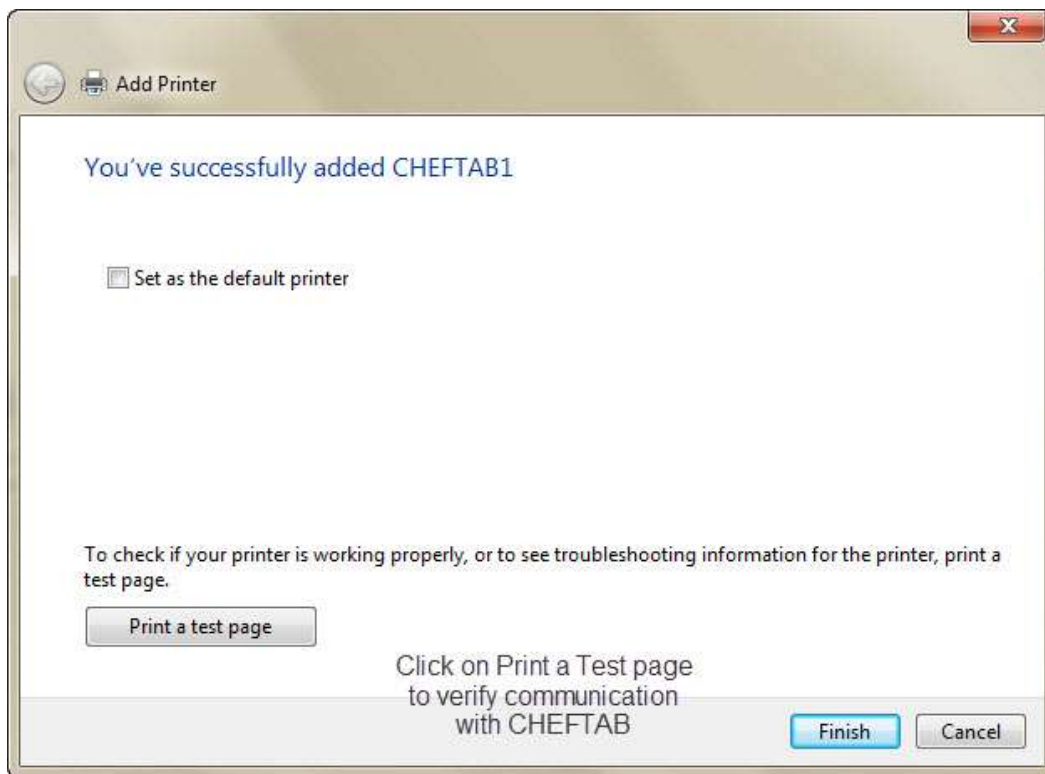 Add Printer
You've successfully added CHEFTAB1
Set as the default printer
To check if your printer is working properly, or to see troubleshooting information for the printer, print a
test page.
Print a test page
Click on Print a Test page
to verify communication
with CHEFTAB
Finish Cancel